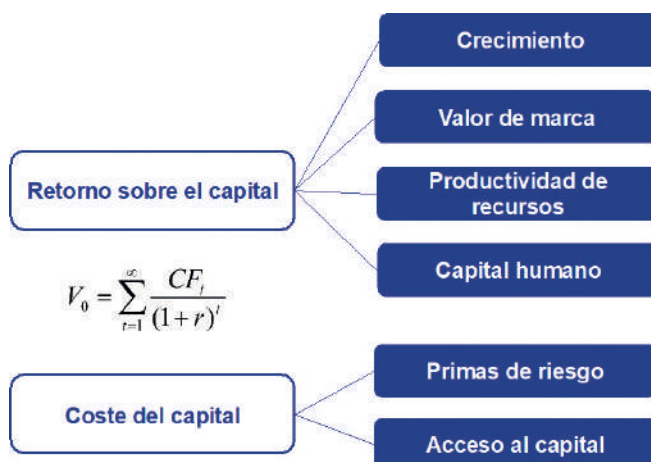 Crecimiento
Valor de marca
Retorno sobre el capital
Productividad de
recursos
Capital humano
V₀ = ∑_{t=1}^{∞} CF_t / (1 + r)^t
Primas de riesgo
Coste del capital
Acceso al capital